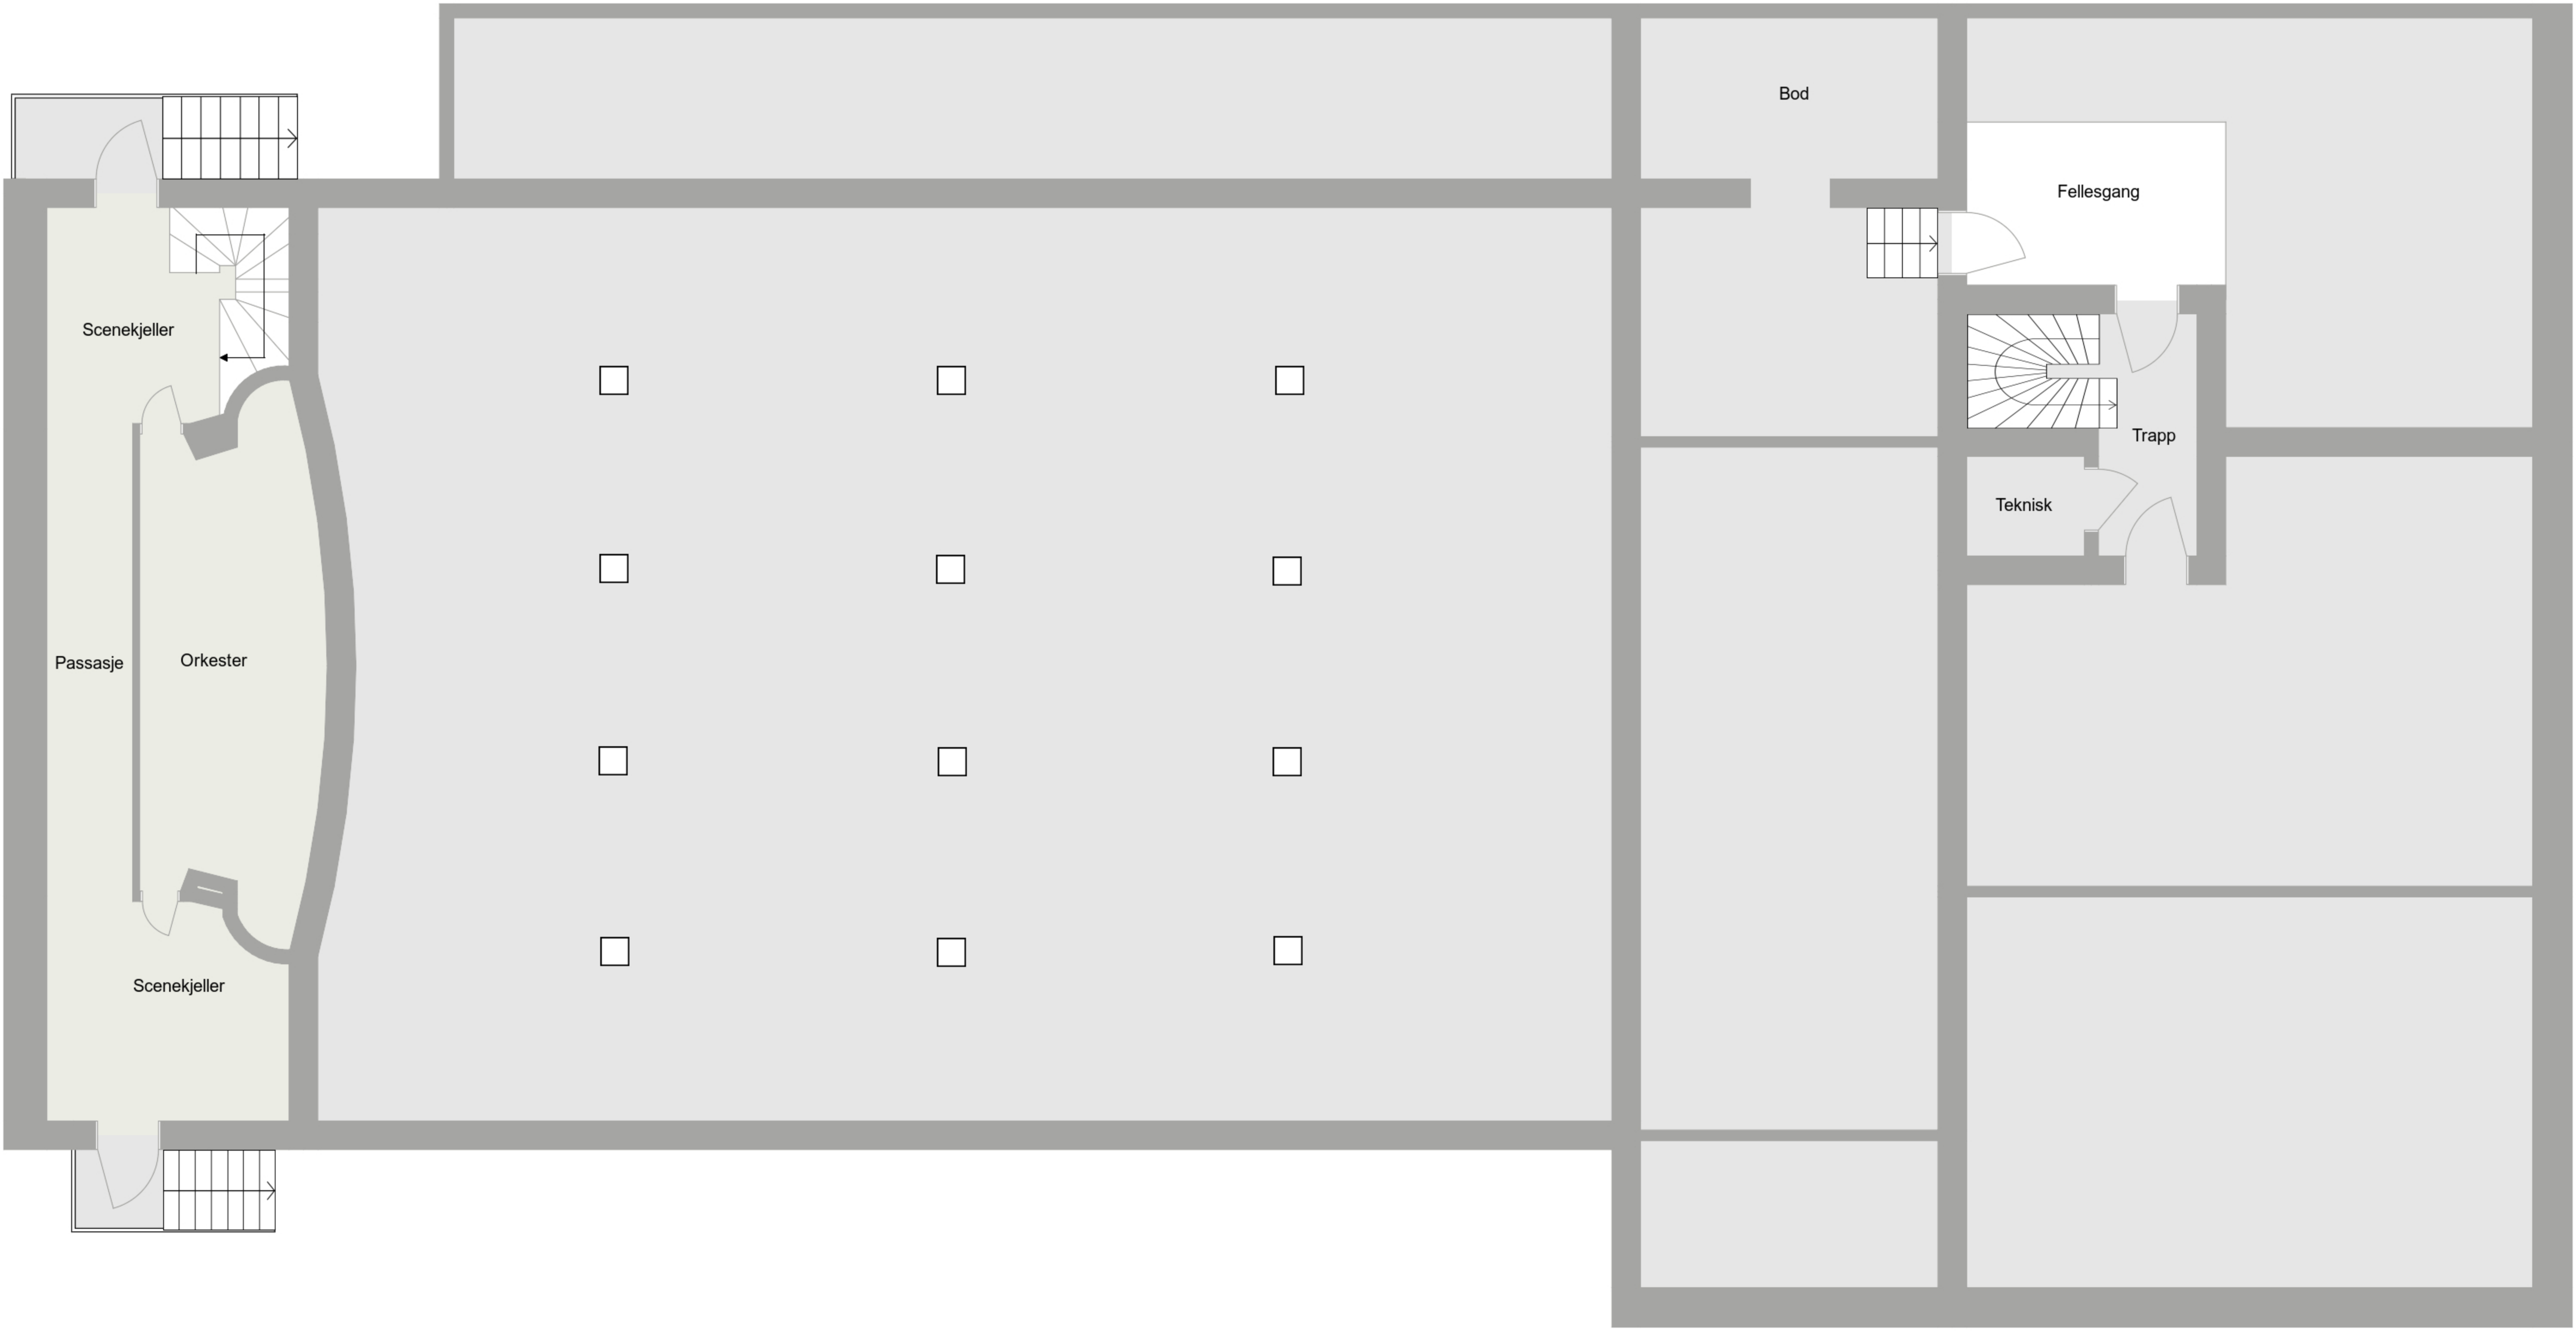 Bod
Fellesgang
Scenekjeller
Trapp
Teknisk
Passasje
Orkester
Scenekjeller